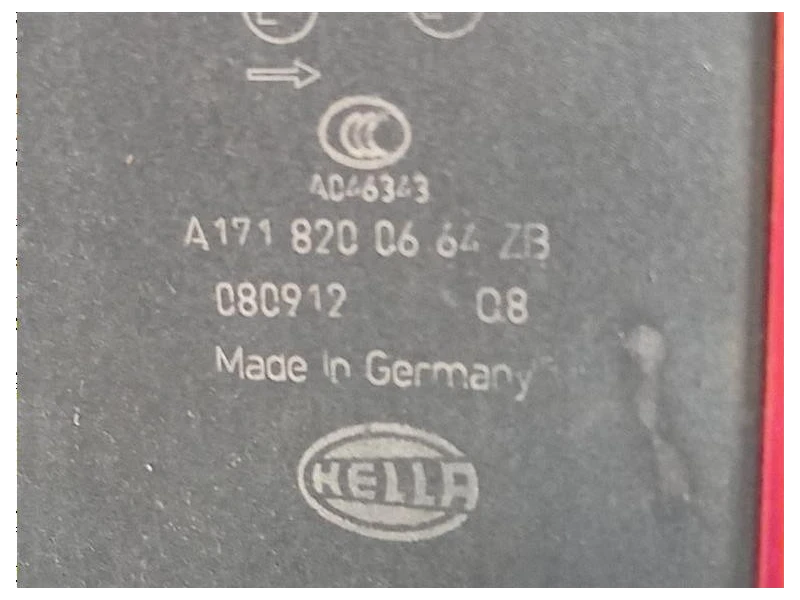 A046343
A171 820 06 64 ZB
080912 Q8
Made in Germany
HELLA